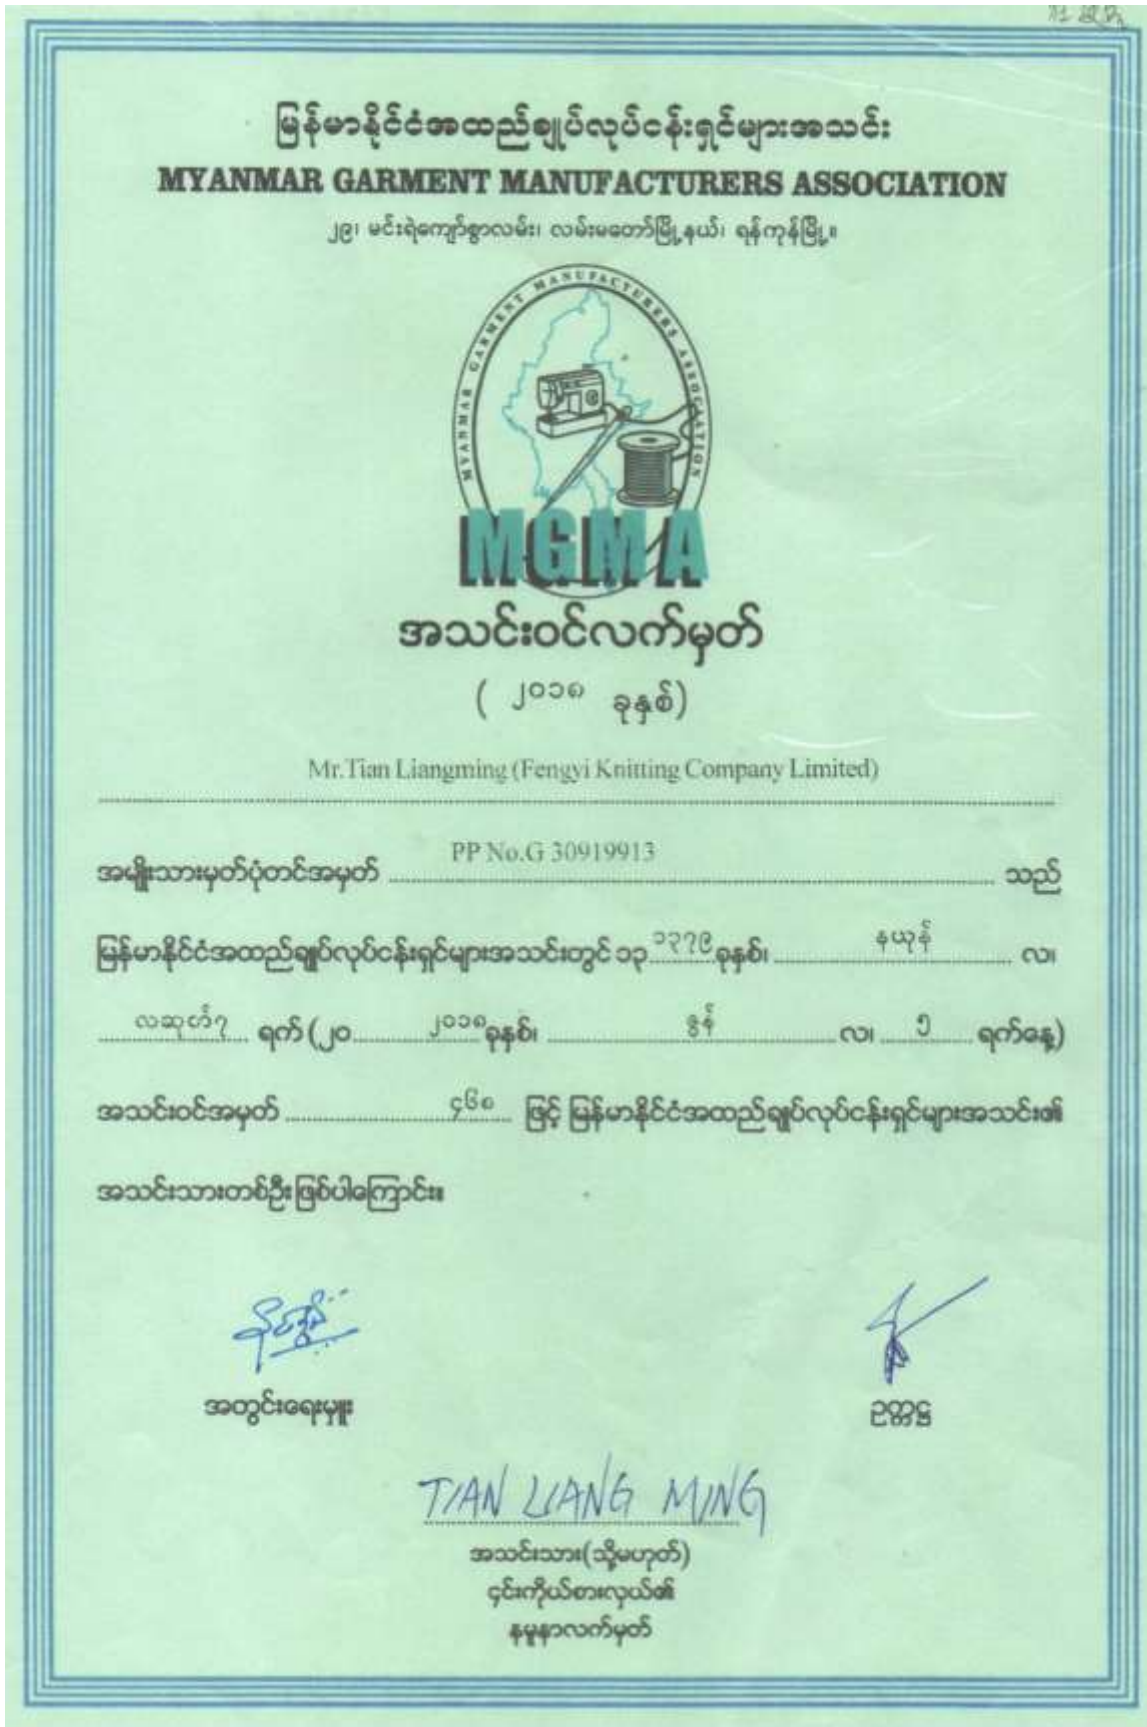 မြန်မာနိုင်ငံအထည်ချုပ်လုပ်ငန်းရှင်များအသင်း
MYANMAR GARMENT MANUFACTURERS ASSOCIATION
၂၉၊ မင်းရဲကျော်စွာလမ်း၊ လမ်းမတော်မြို့နယ်၊ ရန်ကုန်မြို့။
MYANMAR GARMENT MANUFACTURERS ASSOCIATION
MGMA
အသင်းဝင်လက်မှတ်
( ၂၀၁၈ ခုနှစ်)
Mr.Tian Liangming (Fengyi Knitting Company Limited)
အမျိုးသားမှတ်ပုံတင်အမှတ် PP No.G 30919913 သည်
မြန်မာနိုင်ငံအထည်ချုပ်လုပ်ငန်းရှင်များအသင်းတွင် ၁၃ ၁၃၇၉ ခုနှစ်၊ နယုန် လ၊
လဆုတ်၇ ရက် (၂၀ ၂၀၁၈ ခုနှစ်၊ ဇွန် လ၊ ၅ ရက်နေ့)
အသင်းဝင်အမှတ် ၄၆၈ ဖြင့် မြန်မာနိုင်ငံအထည်ချုပ်လုပ်ငန်းရှင်များအသင်း၏
အသင်းသားတစ်ဦးဖြစ်ပါကြောင်း။
အတွင်းရေးမှူး
ဥက္ကဋ္ဌ
TIAN LIANG MING
အသင်းသား(သို့မဟုတ်)
၄င်းကိုယ်စားလှယ်၏
နမူနာလက်မှတ်